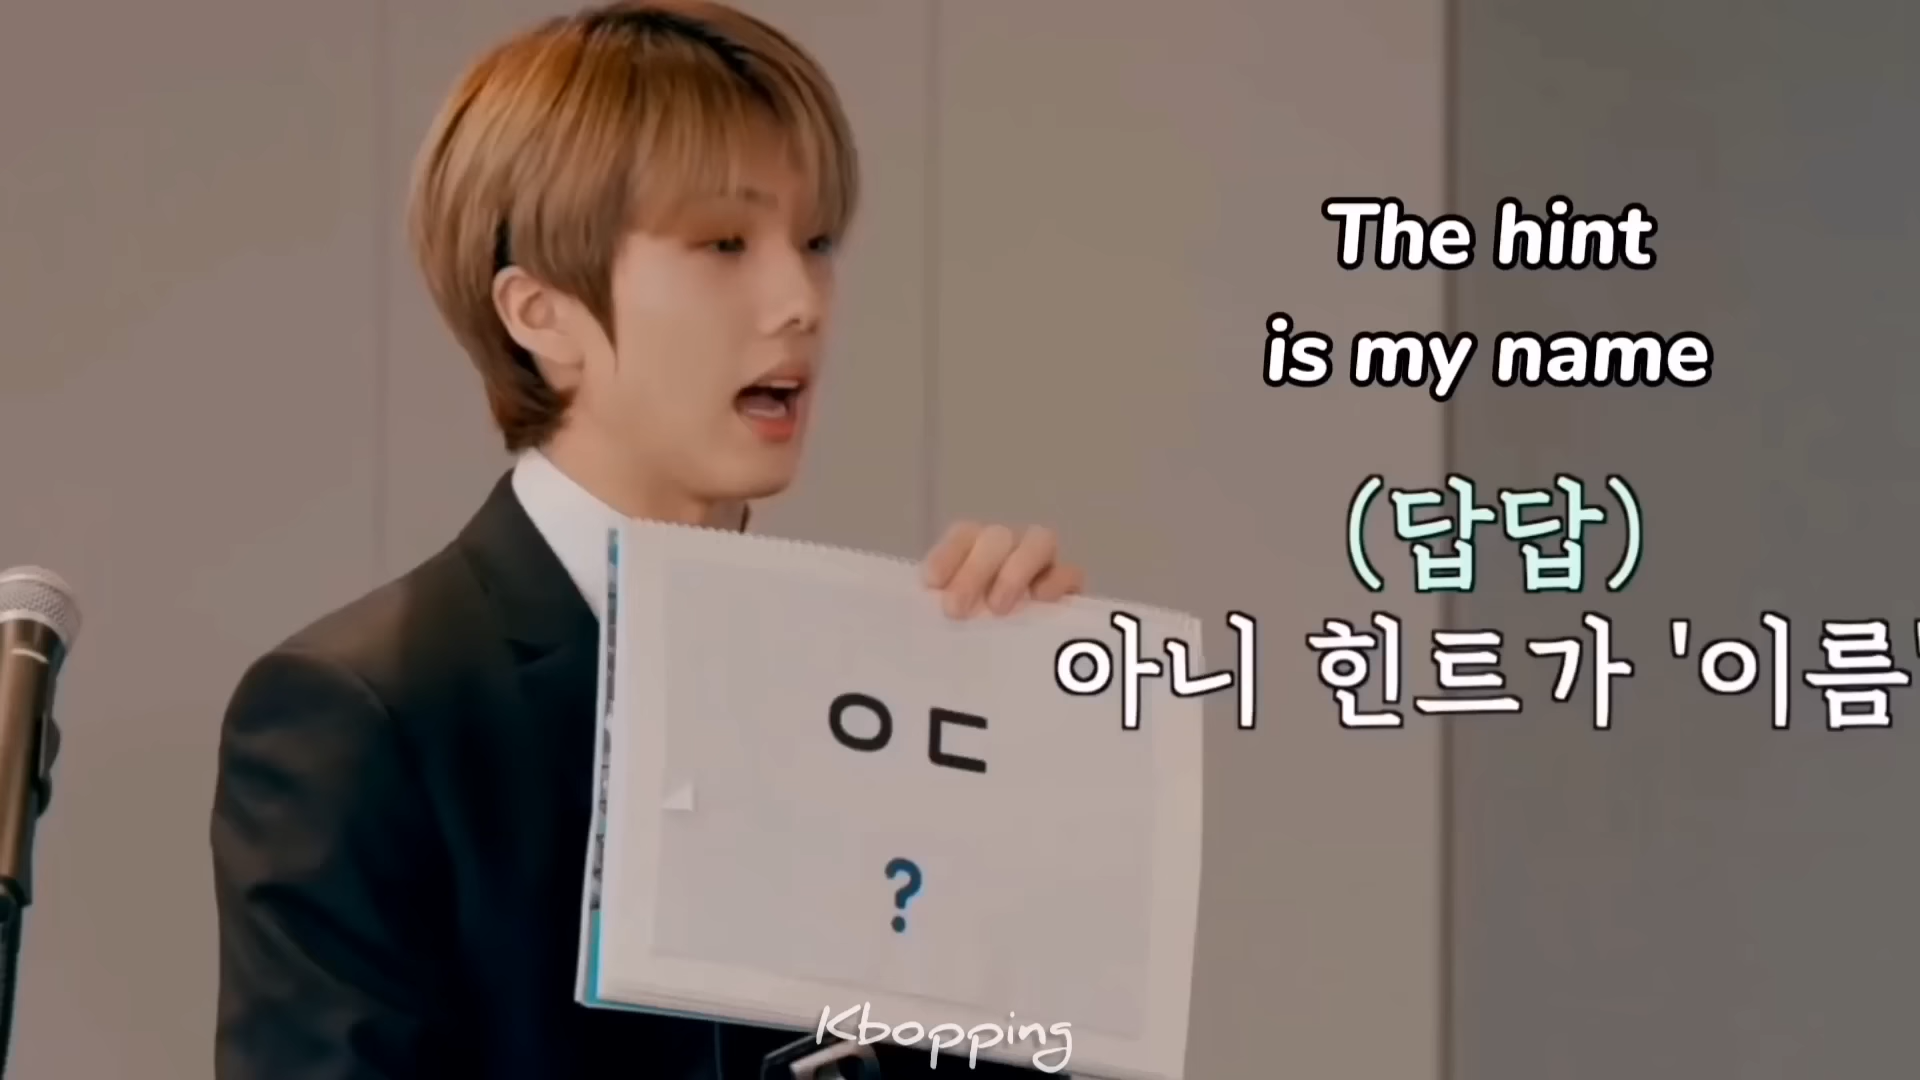 The hint
is my name
(답답)
아니 힌트가 '이름'
ㅇㄷ
?
Kbopping